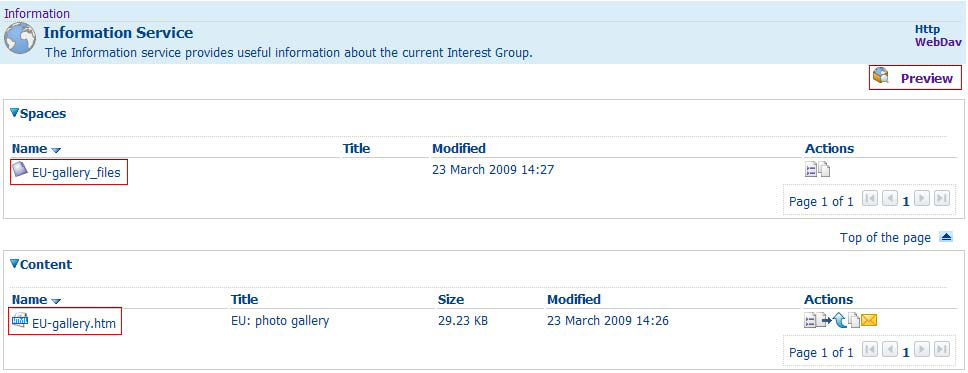 Information
Information Service
The Information service provides useful information about the current Interest Group.
Http
WebDav
Preview
Spaces
Name Title Modified Actions
EU-gallery_files 23 March 2009 14:27
Page 1 of 1 1
Top of the page
Content
Name Title Size Modified Actions
EU-gallery.htm EU: photo gallery 29.23 KB 23 March 2009 14:26
Page 1 of 1 1